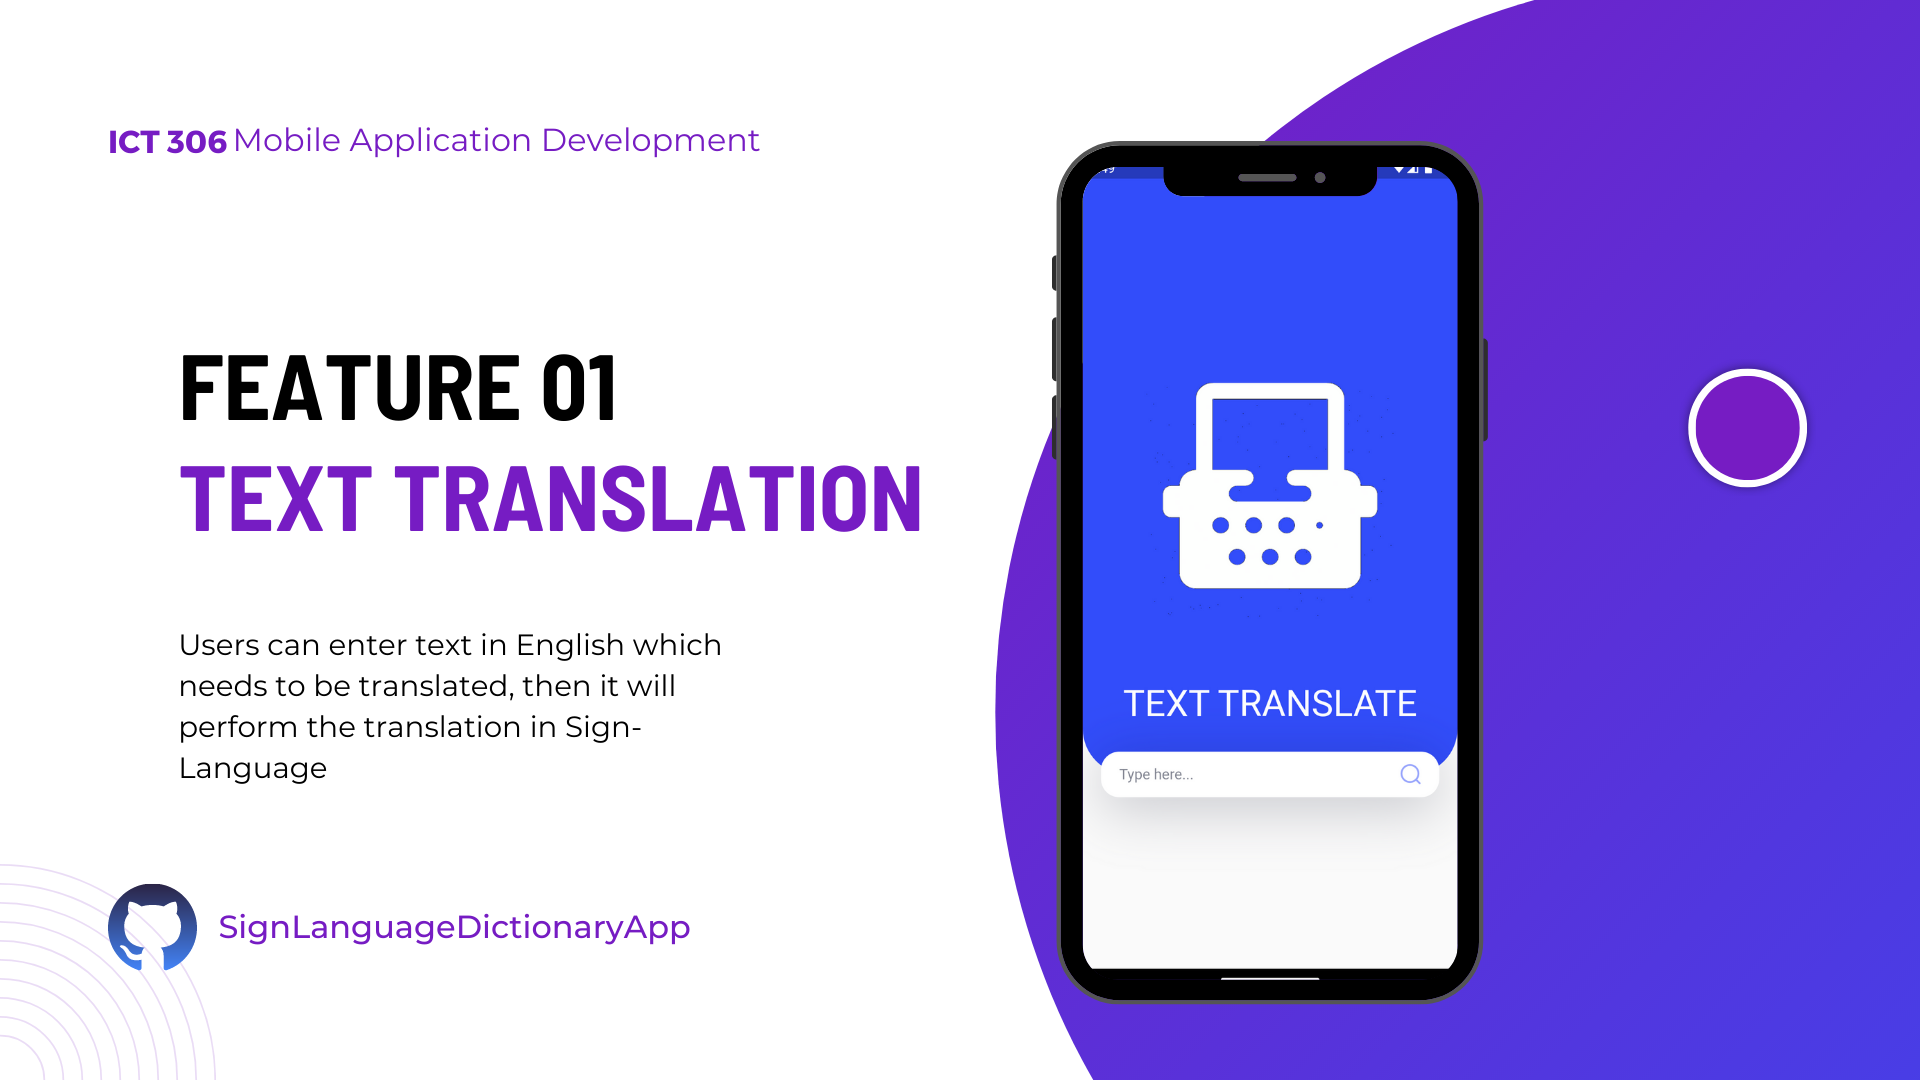 ICT 306 Mobile Application Development
FEATURE 01
TEXT TRANSLATION
Users can enter text in English which
needs to be translated, then it will
perform the translation in Sign-
Language
SignLanguageDictionaryApp
TEXT TRANSLATE
Type here...